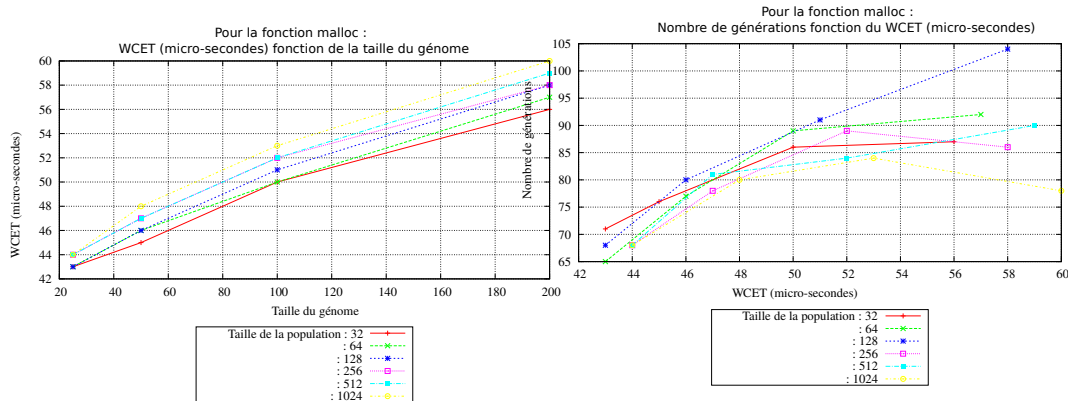 Pour la fonction malloc :
WCET (micro-secondes) fonction de la taille du génome
60
58
56
54
52
50
48
46
44
42
WCET (micro-secondes)
20 40 60 80 100 120 140 160 180 200
Taille du génome
Taille de la population : 32
: 64
: 128
: 256
: 512
: 1024
Pour la fonction malloc :
Nombre de générations fonction du WCET (micro-secondes)
105
100
95
90
85
80
75
70
65
Nombre de générations
42 44 46 48 50 52 54 56 58 60
WCET (micro-secondes)
Taille de la population : 32
: 64
: 128
: 256
: 512
: 1024